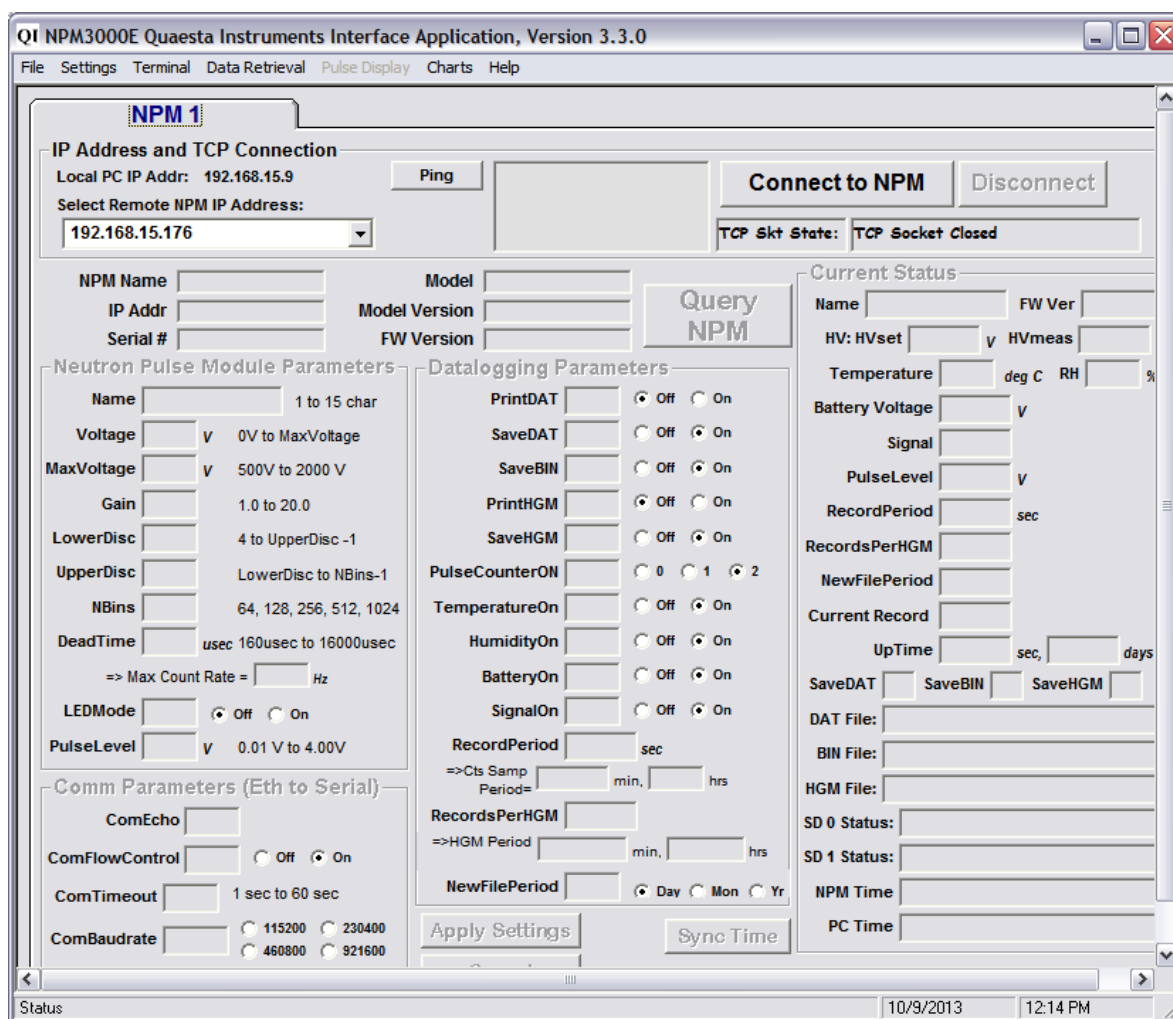 QI NPM3000E Quaesta Instruments Interface Application, Version 3.3.0
File Settings Terminal Data Retrieval Pulse Display Charts Help
NPM 1
IP Address and TCP Connection
Local PC IP Addr: 192.168.15.9
Ping
Connect to NPM
Disconnect
Select Remote NPM IP Address:
192.168.15.176
TCP Skt State: TCP Socket Closed
NPM Name
Model
IP Addr
Model Version
Serial #
FW Version
Query
NPM
Neutron Pulse Module Parameters
Name 1 to 15 char
Voltage V 0V to MaxVoltage
MaxVoltage V 500V to 2000 V
Gain 1.0 to 20.0
LowerDisc 4 to UpperDisc -1
UpperDisc LowerDisc to NBins-1
NBins 64, 128, 256, 512, 1024
DeadTime usec 160usec to 16000usec
=> Max Count Rate = Hz
LEDMode Off On
PulseLevel V 0.01 V to 4.00V
Comm Parameters (Eth to Serial)
ComEcho
ComFlowControl Off On
ComTimeout 1 sec to 60 sec
ComBaudrate 115200 230400
460800 921600
Datalogging Parameters
PrintDAT Off On
SaveDAT Off On
SaveBIN Off On
PrintHGM Off On
SaveHGM Off On
PulseCounterON 0 1 2
TemperatureOn Off On
HumidityOn Off On
BatteryOn Off On
SignalOn Off On
RecordPeriod sec
=>Cts Samp
Period= min, hrs
RecordsPerHGM
=>HGM Period min, hrs
NewFilePeriod Day Mon Yr
Apply Settings
Sync Time
Current Status
Name FW Ver
HV: HVset V HVmeas
Temperature deg C RH %
Battery Voltage V
Signal
PulseLevel V
RecordPeriod sec
RecordsPerHGM
NewFilePeriod
Current Record
UpTime sec, days
SaveDAT SaveBIN SaveHGM
DAT File:
BIN File:
HGM File:
SD 0 Status:
SD 1 Status:
NPM Time
PC Time
Status 10/9/2013 12:14 PM